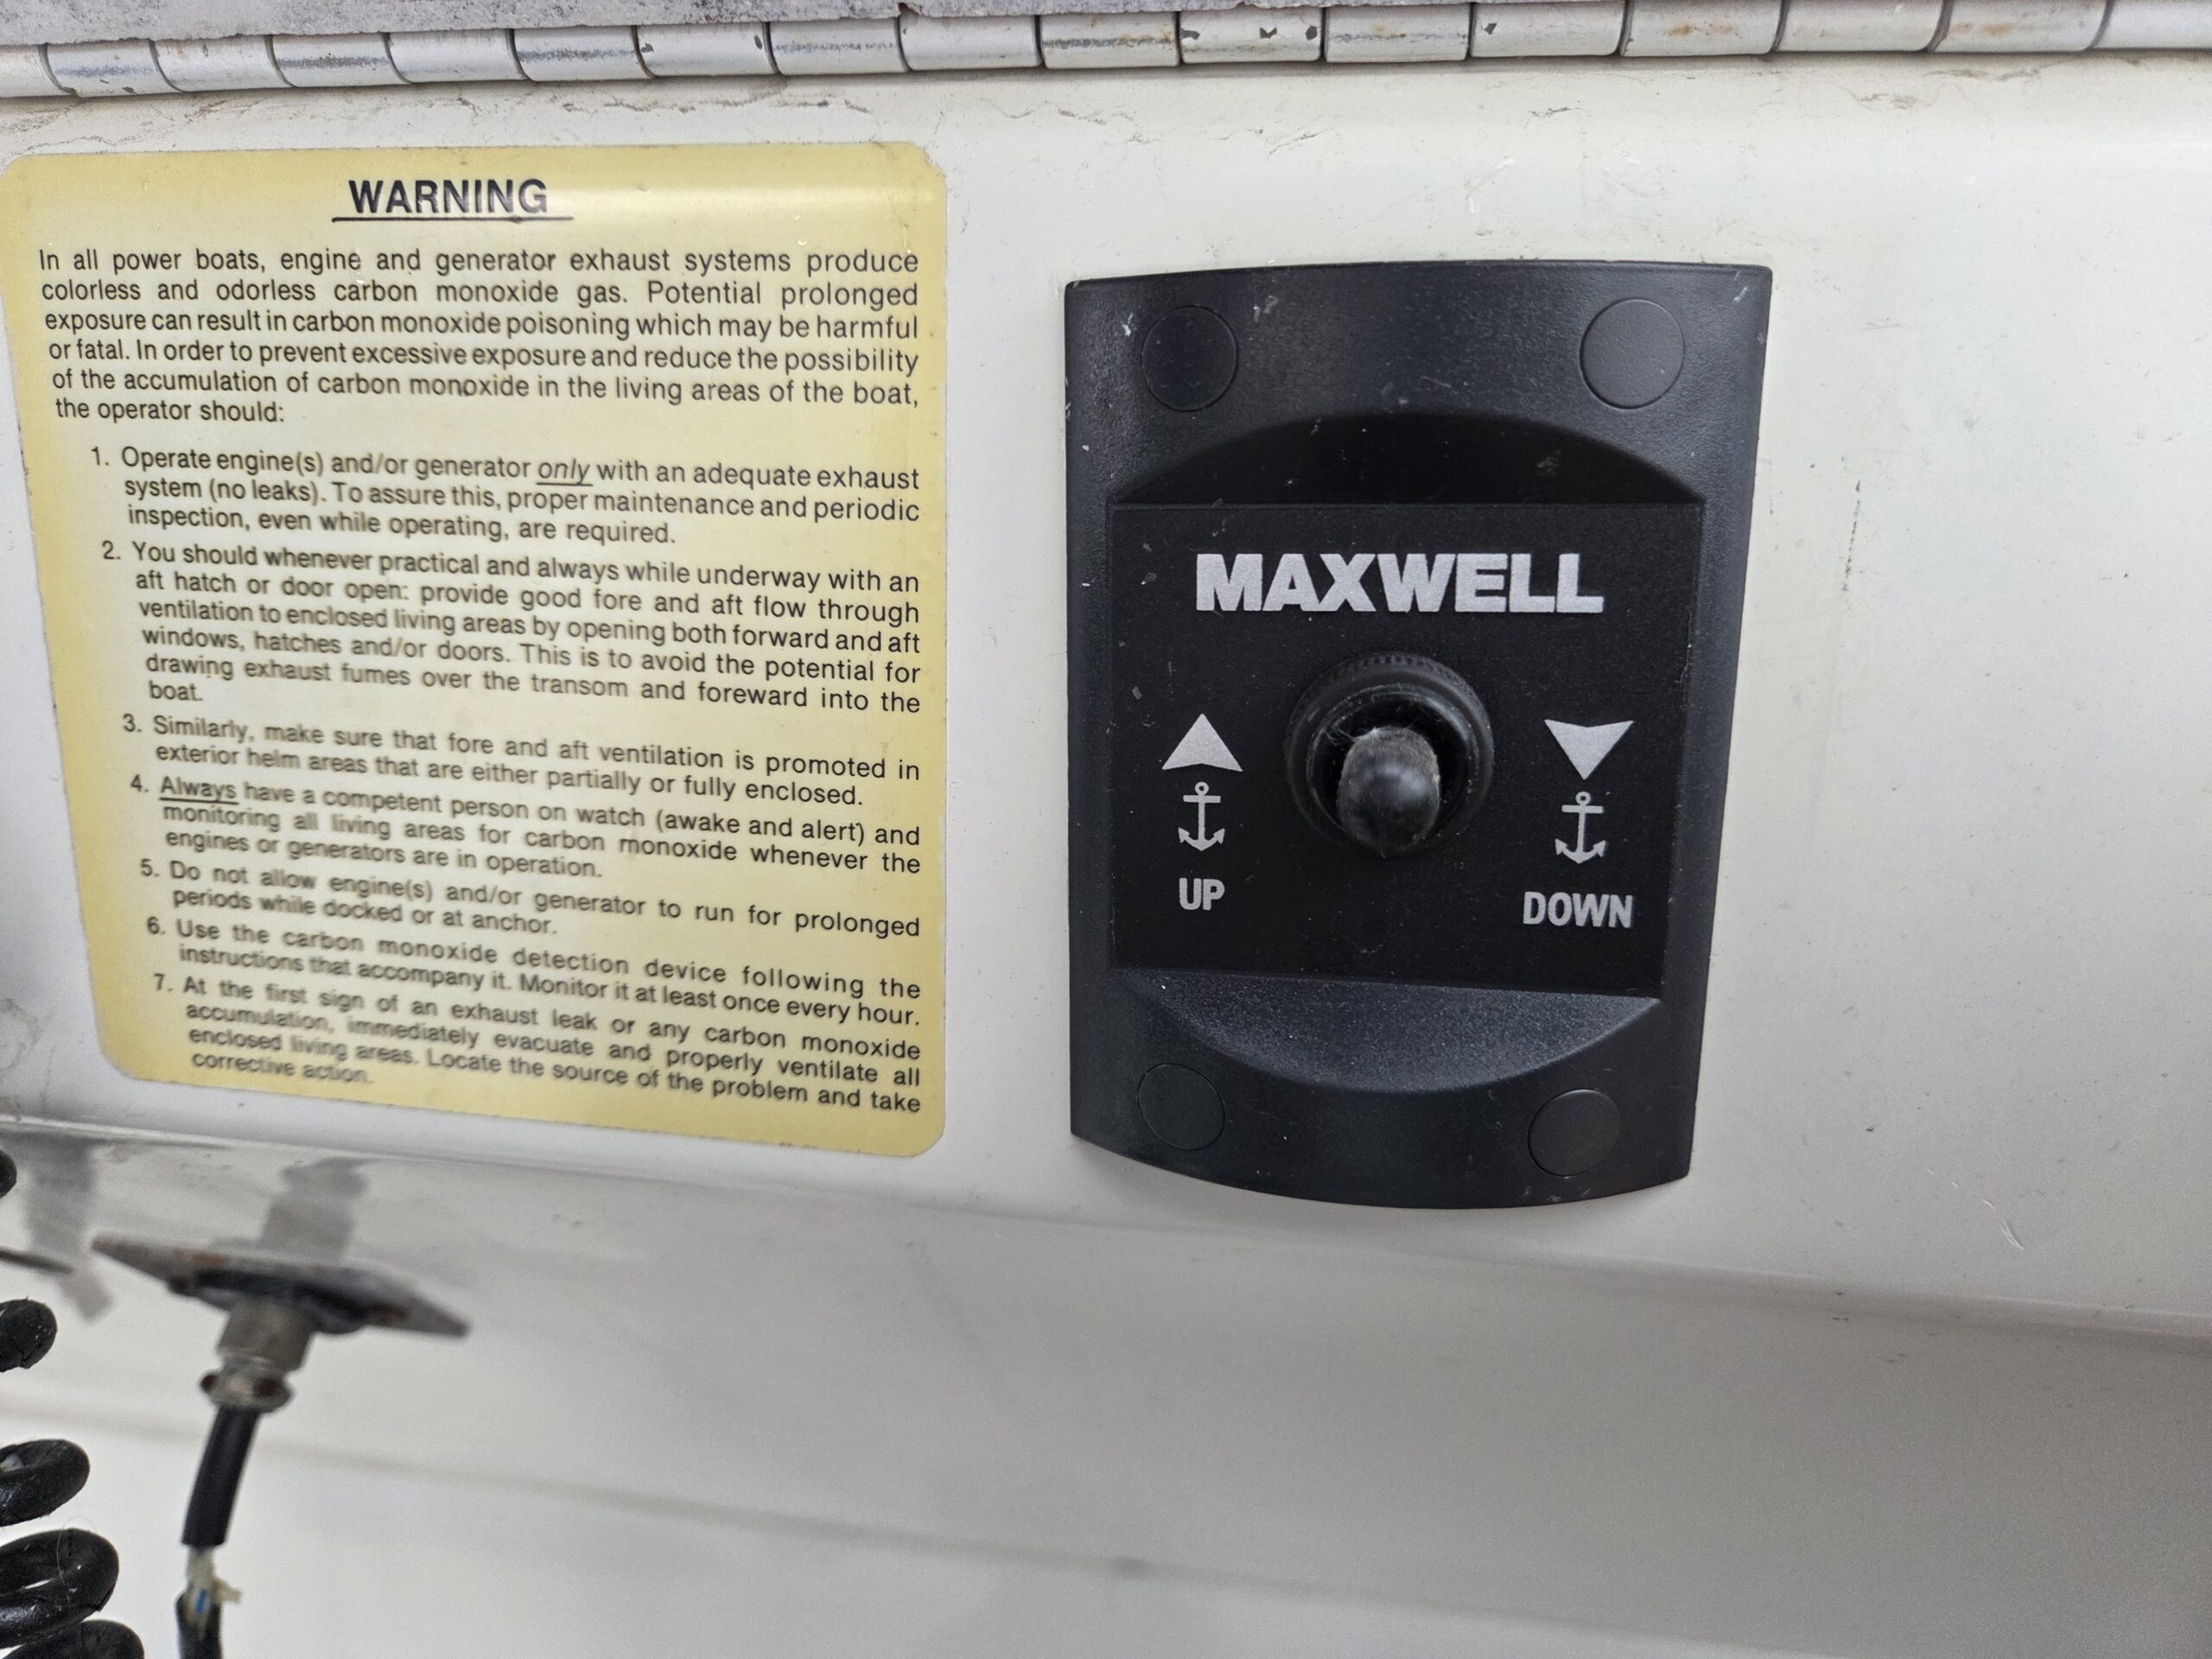 WARNING
In all power boats, engine and generator exhaust systems produce
colorless and odorless carbon monoxide gas. Potential prolonged
exposure can result in carbon monoxide poisoning which may be harmful
or fatal. In order to prevent excessive exposure and reduce the possibility
of the accumulation of carbon monoxide in the living areas of the boat,
the operator should:
1. Operate engine(s) and/or generator only with an adequate exhaust
system (no leaks). To assure this, proper maintenance and periodic
inspection, even while operating, are required.
2. You should whenever practical and always while underway with an
aft hatch or door open: provide good fore and aft flow through
ventilation to enclosed living areas by opening both forward and aft
windows, hatches and/or doors. This is to avoid the potential for
drawing exhaust fumes over the transom and foreward into the
boat.
3. Similarly, make sure that fore and aft ventilation is promoted in
exterior helm areas that are either partially or fully enclosed.
4. Always have a competent person on watch (awake and alert) and
monitoring all living areas for carbon monoxide whenever the
engines or generators are in operation.
5. Do not allow engine(s) and/or generator to run for prolonged
periods while docked or at anchor.
6. Use the carbon monoxide detection device following the
instructions that accompany it. Monitor it at least once every hour.
7. At the first sign of an exhaust leak or any carbon monoxide
accumulation, immediately evacuate and properly ventilate all
enclosed living areas. Locate the source of the problem and take
corrective action.
MAXWELL
UP
DOWN